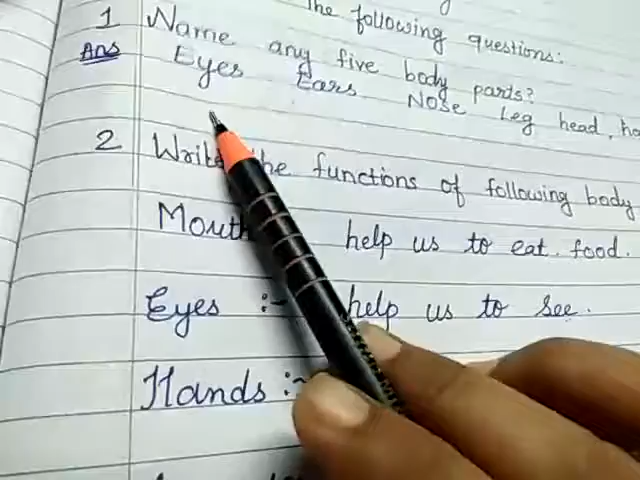 The following questions:
1 Name any five body parts?
Ans Eyes Ears Nose Leg head,
2 Write the functions of following body
Mouth help us to eat food.
Eyes :- help us to see.
Hands :-